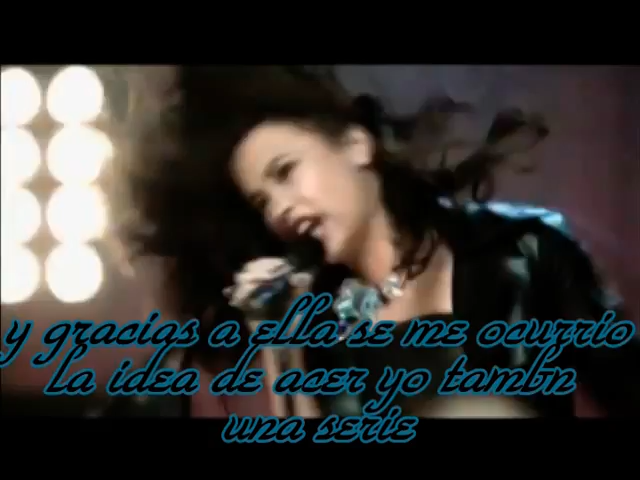 y gracias a ella se me ocurrio
la idea de acer yo tambn
una serie